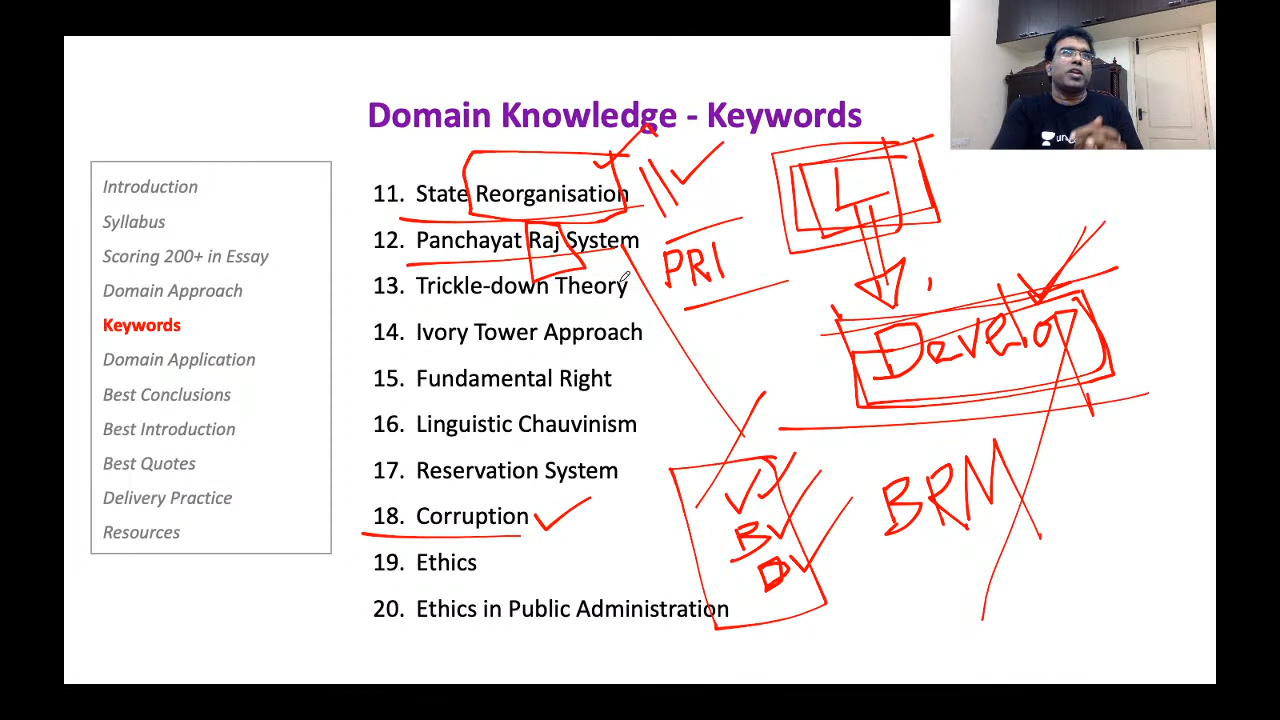 Domain Knowledge - Keywords
Introduction
Syllabus
Scoring 200+ in Essay
Domain Approach
Keywords
Domain Application
Best Conclusions
Best Introduction
Best Quotes
Delivery Practice
Resources
11. State Reorganisation
12. Panchayat Raj System
13. Trickle-down Theory
14. Ivory Tower Approach
15. Fundamental Right
16. Linguistic Chauvinism
17. Reservation System
18. Corruption
19. Ethics
20. Ethics in Public Administration
PRI
L
Develop
V
B
D
BRM
un